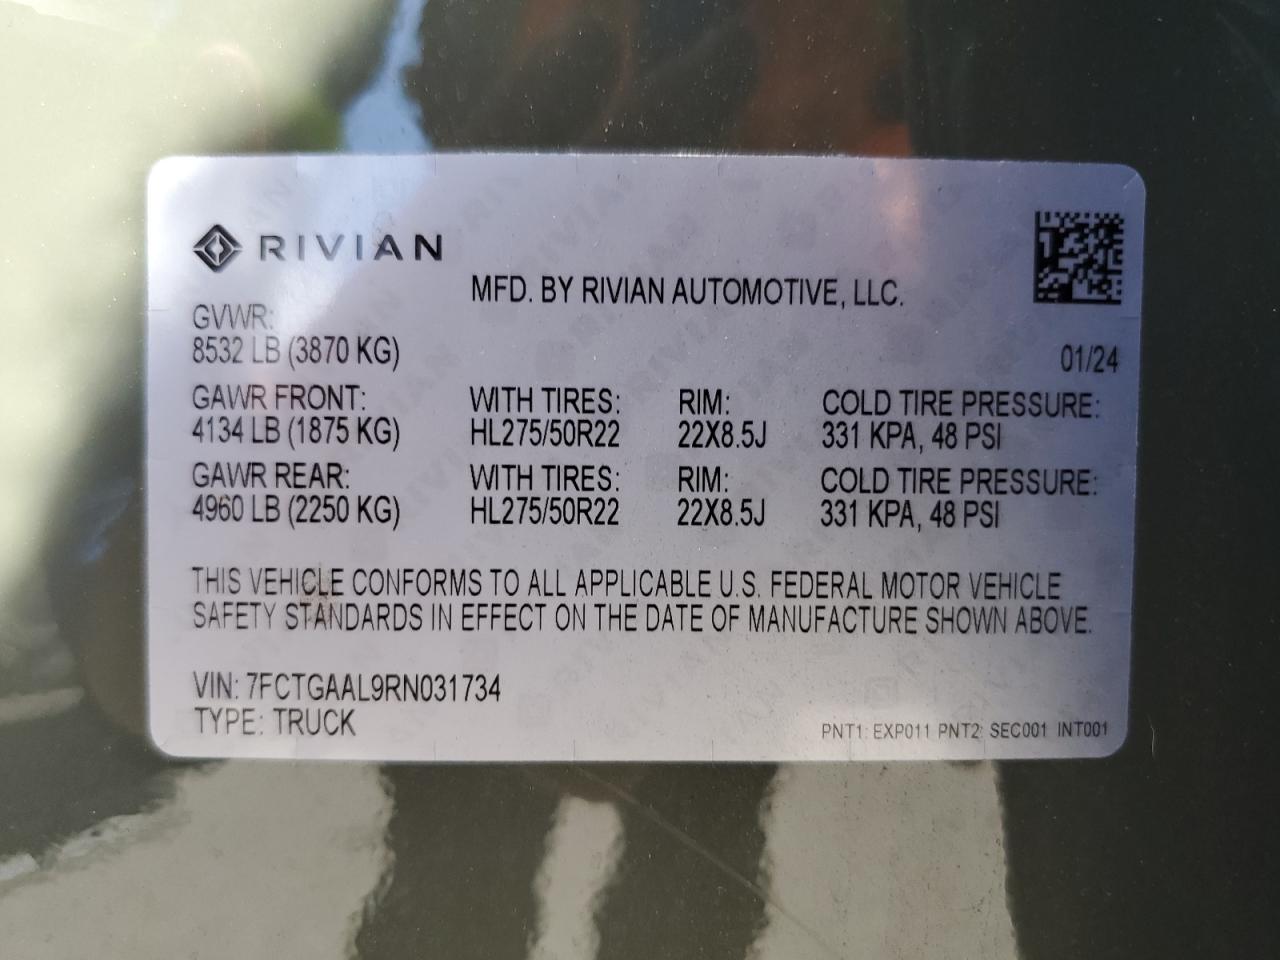 RIVIAN
MFD. BY RIVIAN AUTOMOTIVE, LLC.
GVWR:
8532 LB (3870 KG)
01/24
GAWR FRONT: WITH TIRES: RIM: COLD TIRE PRESSURE:
4134 LB (1875 KG) HL275/50R22 22X8.5J 331 KPA, 48 PSI
GAWR REAR: WITH TIRES: RIM: COLD TIRE PRESSURE:
4960 LB (2250 KG) HL275/50R22 22X8.5J 331 KPA, 48 PSI
THIS VEHICLE CONFORMS TO ALL APPLICABLE U.S. FEDERAL MOTOR VEHICLE
SAFETY STANDARDS IN EFFECT ON THE DATE OF MANUFACTURE SHOWN ABOVE.
VIN: 7FCTGAAL9RN031734
TYPE: TRUCK
PNT1: EXP011 PNT2: SEC001 INT001